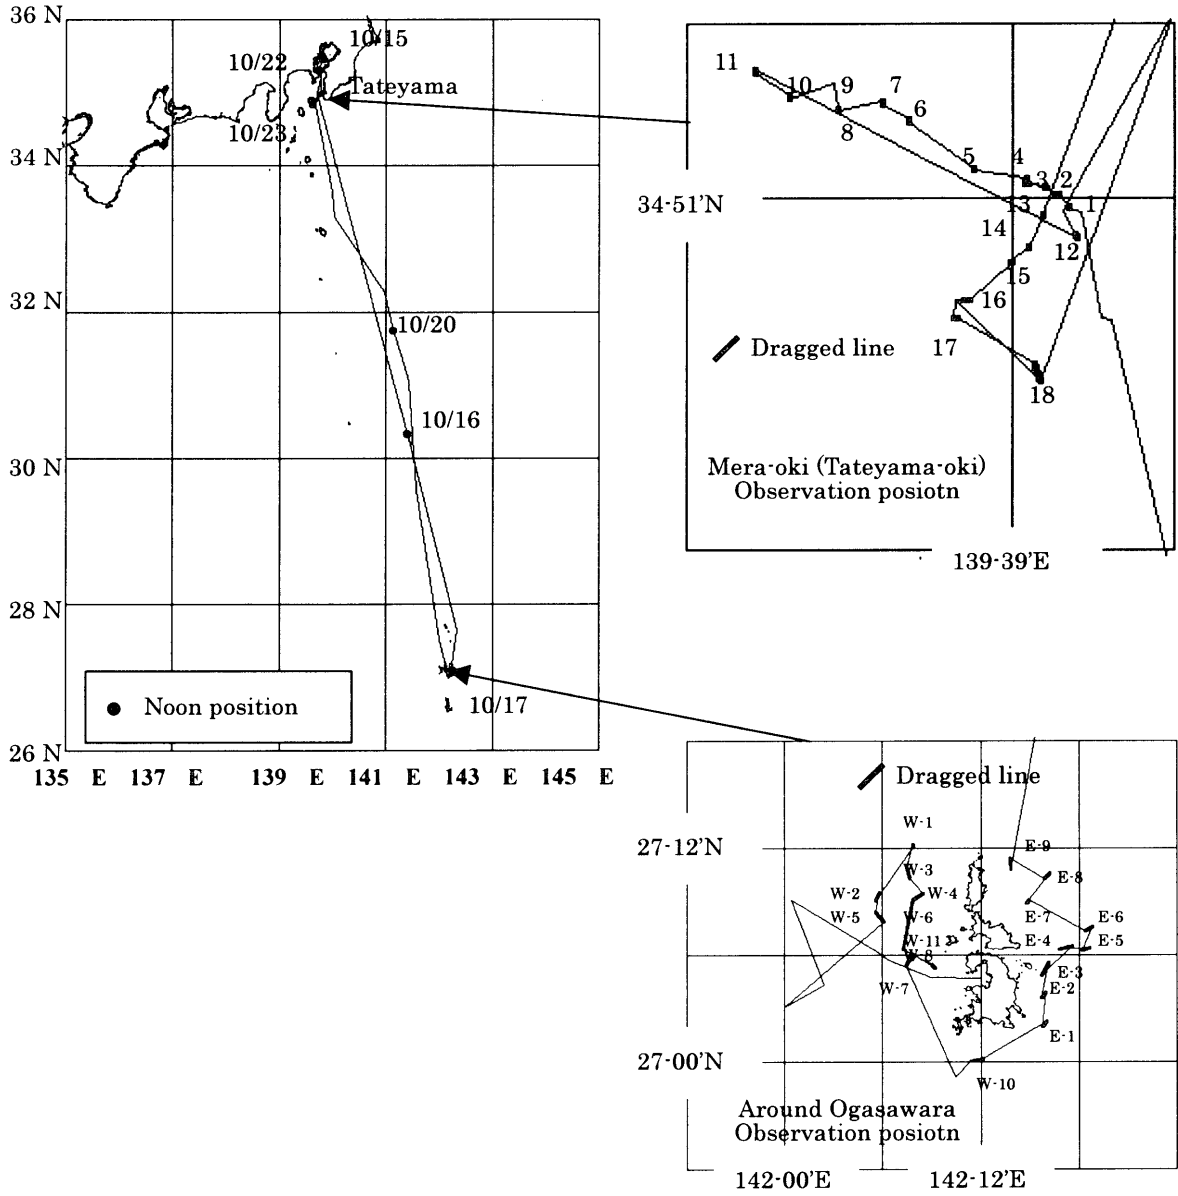 36 N
34 N
32 N
30 N
28 N
26 N
135 E 137 E 139 E 141 E 143 E 145 E
10/15
10/22
Tateyama
10/23
10/20
10/16
10/17
Noon position
11
10
9
7
8
6
5
4
3
2
1
34-51'N
13
14
12
15
16
17
18
Dragged line
Mera-oki (Tateyama-oki)
Observation posiotn
139-39'E
Dragged line
W-1
27-12'N
E-9
W-3
E-8
W-2
W-4
W-5
W-6
E-7
E-6
W-11
E-4
E-5
W-8
E-3
W-7
E-2
E-1
27-00'N
W-10
Around Ogasawara
Observation posiotn
142-00'E
142-12'E